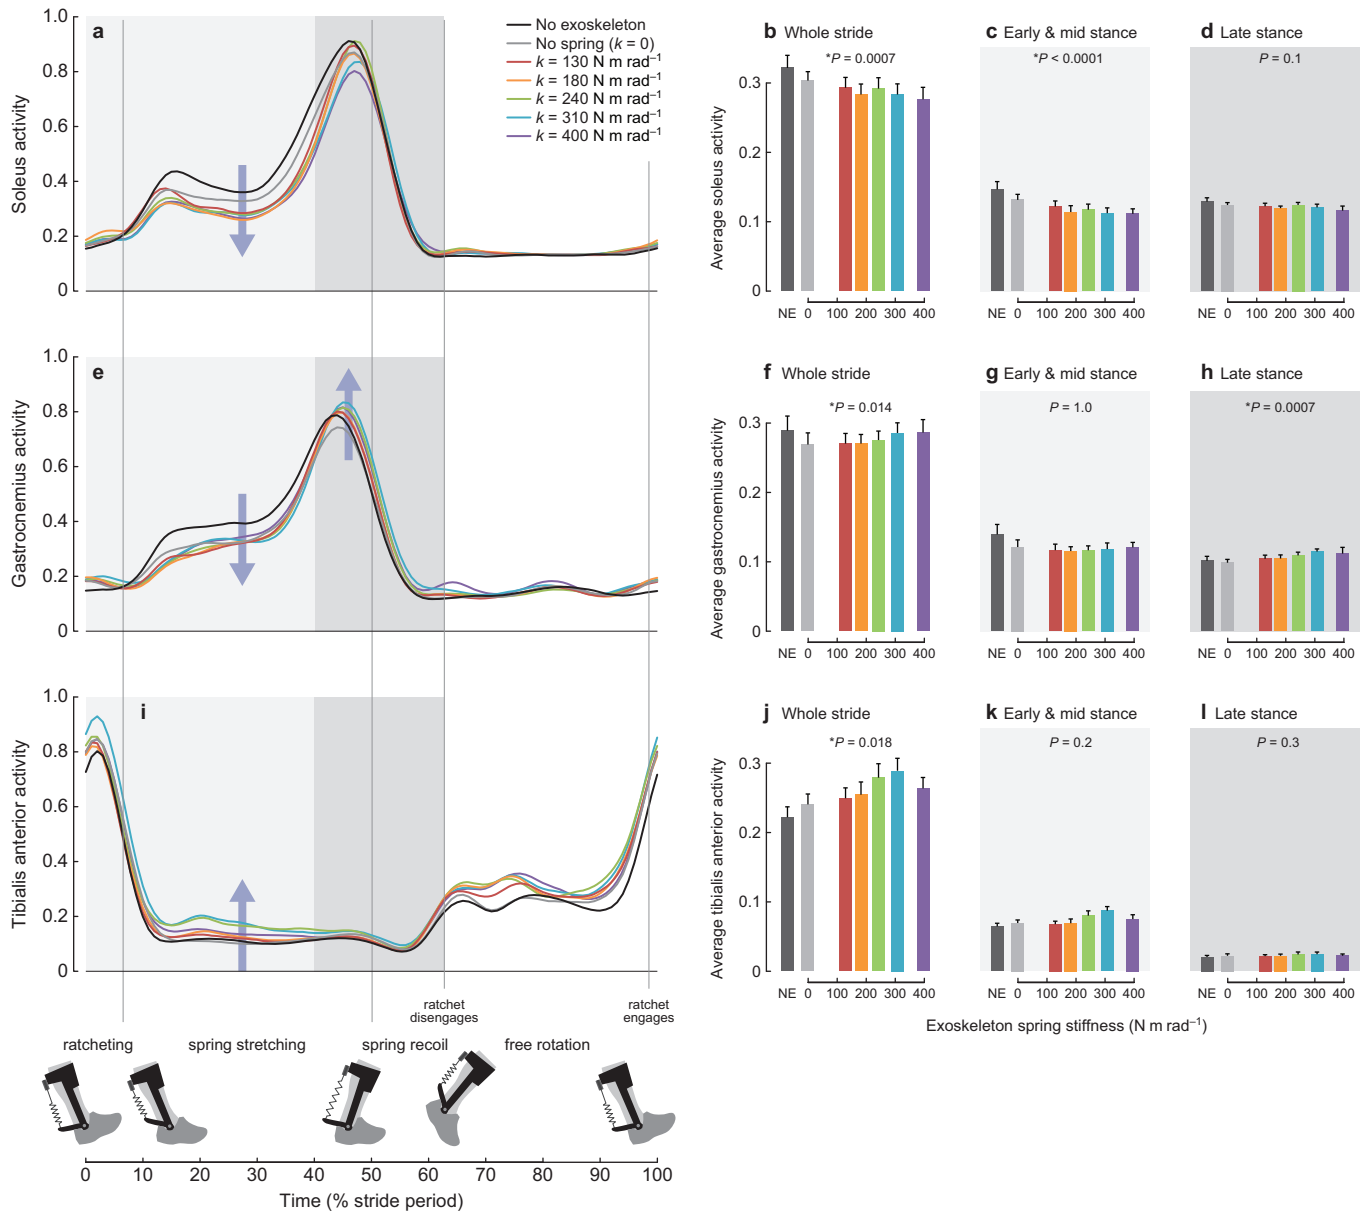 a
1.0
0.8
0.6
0.4
0.2
0
Soleus activity
No exoskeleton
No spring (k = 0)
k = 130 N m rad⁻¹
k = 180 N m rad⁻¹
k = 240 N m rad⁻¹
k = 310 N m rad⁻¹
k = 400 N m rad⁻¹
b Whole stride
*P = 0.0007
0.3
0.3
0.1
0
Average soleus activity
NE 0 100 200 300 400
c Early & mid stance
*P < 0.0001
NE 0 100 200 300 400
d Late stance
P = 0.1
NE 0 100 200 300 400
e
1.0
0.8
0.6
0.4
0.2
0
Gastrocnemius activity
f Whole stride
*P = 0.014
0.3
0.2
0.1
0
Average gastrocnemius activity
NE 0 100 200 300 400
g Early & mid stance
P = 1.0
NE 0 100 200 300 400
h Late stance
*P = 0.0007
NE 0 100 200 300 400
i
1.0
0.8
0.6
0.4
0.2
0
Tibialis anterior activity
j Whole stride
*P = 0.018
0.3
0.2
0.1
0
Average tibialis anterior activity
NE 0 100 200 300 400
k Early & mid stance
P = 0.2
NE 0 100 200 300 400
l Late stance
P = 0.3
NE 0 100 200 300 400
Exoskeleton spring stiffness (N m rad⁻¹)
ratchet
disengages
ratchet
engages
ratcheting
spring stretching
spring recoil
free rotation
0 10 20 30 40 50 60 70 80 90 100
Time (% stride period)